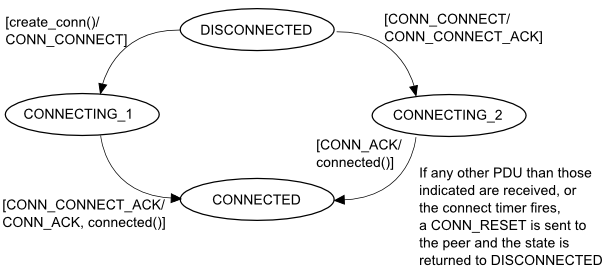 [create_conn()/
CONN_CONNECT]
DISCONNECTED
[CONN_CONNECT/
CONN_CONNECT_ACK]
CONNECTING_1
CONNECTING_2
[CONN_ACK/
connected()]
[CONN_CONNECT_ACK/
CONN_ACK, connected()]
CONNECTED
If any other PDU than those
indicated are received, or
the connect timer fires,
a CONN_RESET is sent to
the peer and the state is
returned to DISCONNECTED